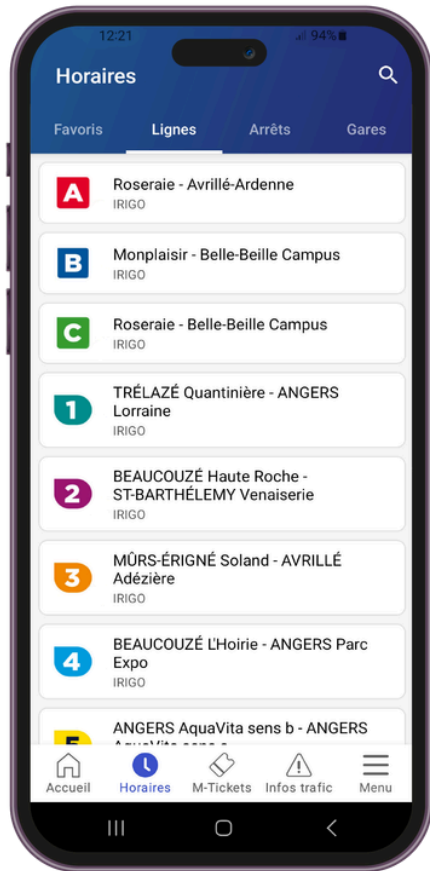 12:21
94%
Horaires
Favoris Lignes Arrêts Gares
A
Roseraie - Avrillé-Ardenne
IRIGO
B
Monplaisir - Belle-Beille Campus
IRIGO
C
Roseraie - Belle-Beille Campus
IRIGO
1
TRÉLAZÉ Quantinière - ANGERS
Lorraine
IRIGO
2
BEAUCOUZÉ Haute Roche -
ST-BARTHÉLEMY Venaiserie
IRIGO
3
MÛRS-ÉRIGNÉ Soland - AVRILLÉ
Adézière
IRIGO
4
BEAUCOUZÉ L'Hoirie - ANGERS Parc
Expo
IRIGO
5
ANGERS AquaVita sens b - ANGERS
Accueil Horaires M-Tickets Infos trafic Menu